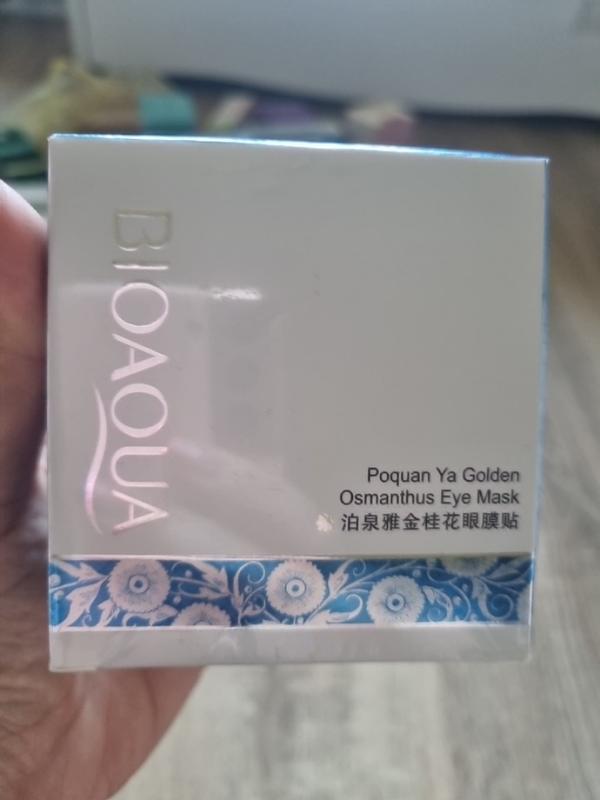 BIOAQUA
Poquan Ya Golden
Osmanthus Eye Mask
泊泉雅金桂花眼膜贴